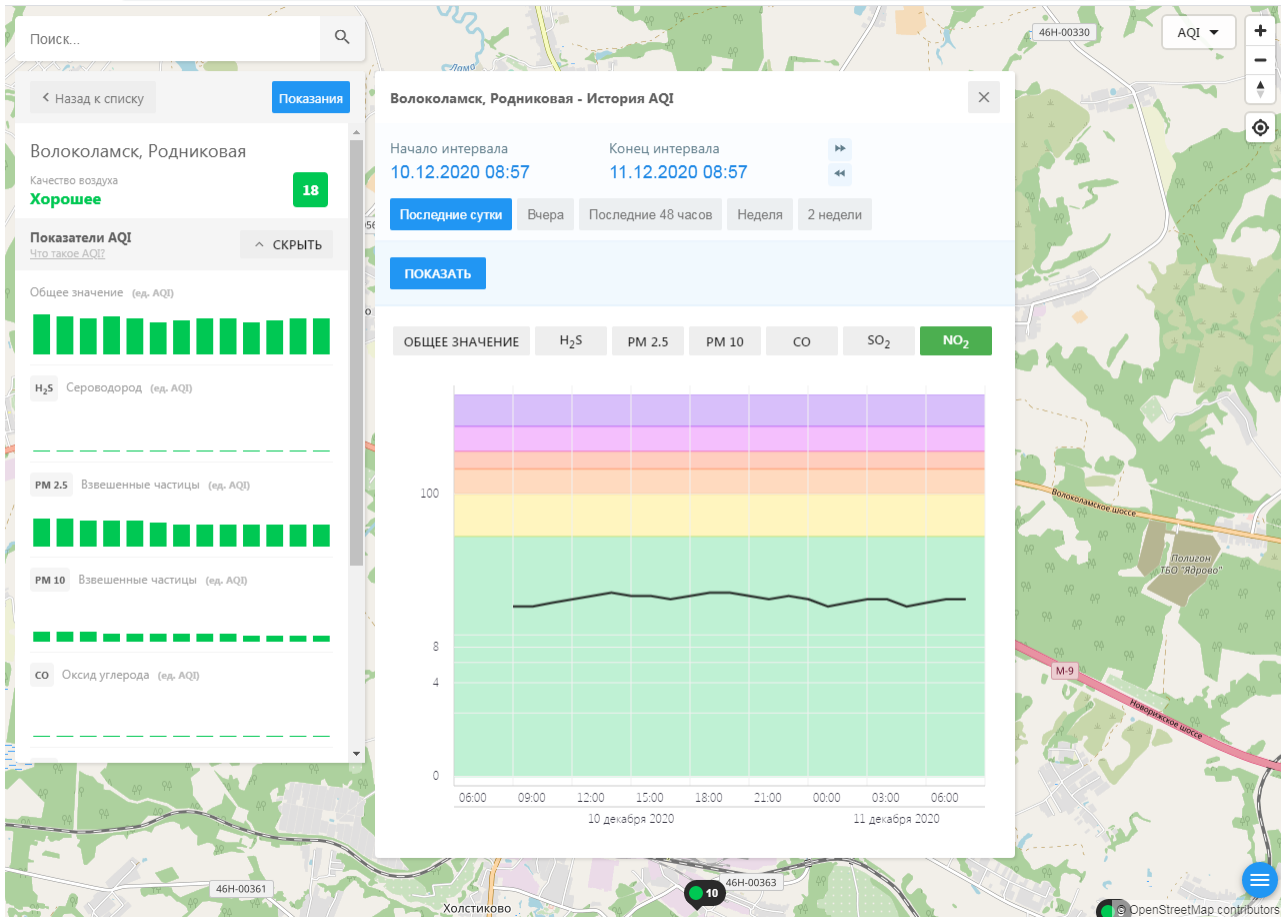 Поиск...
46Н-00330
AQI
Лама
Назад к списку
Показания
Волоколамск, Родниковая
Качество воздуха
Хорошее
18
Показатели AQI
Что такое AQI?
СКРЫТЬ
Общее значение (ед. AQI)
H2S Сероводород (ед. AQI)
PM 2.5 Взвешенные частицы (ед. AQI)
PM 10 Взвешенные частицы (ед. AQI)
CO Оксид углерода (ед. AQI)
Волоколамск, Родниковая - История AQI
Начало интервала
Конец интервала
10.12.2020 08:57
11.12.2020 08:57
Последние сутки
Вчера
Последние 48 часов
Неделя
2 недели
ПОКАЗАТЬ
ОБЩЕЕ ЗНАЧЕНИЕ
H2S
PM 2.5
PM 10
CO
SO2
NO2
100
8
4
0
06:00 09:00 12:00 15:00 18:00 21:00 00:00 03:00 06:00
10 декабря 2020
11 декабря 2020
Волоколамское шоссе
Полигон
ТБО "Ядрово"
М-9
Новорижское шоссе
46Н-00361
46Н-00363
10
Холстиково
© OpenStreetMap contributors